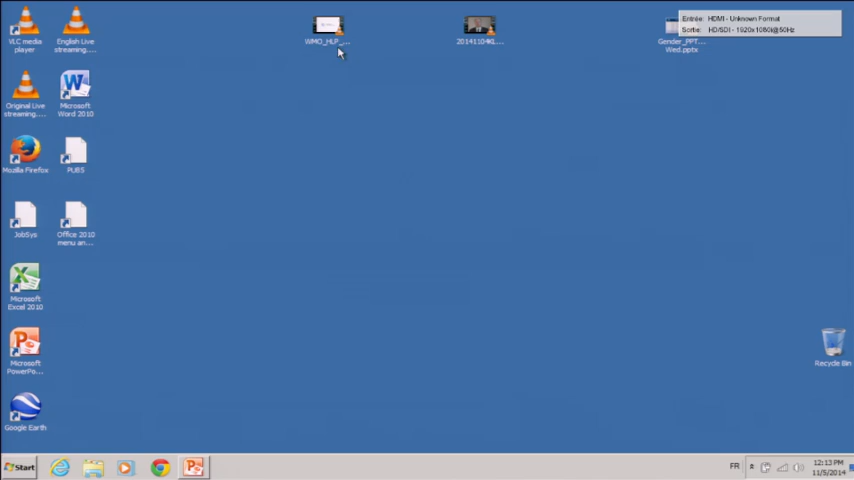 VLC media
player
English Live
streaming....
WMO_HLP_...
20141104KL...
Gender_PPT...
Wed.pptx
Entrée: HDMI - Unknown Format
Sortie: HD/SDI - 1920x1080i@50Hz
Original Live
streaming....
Microsoft
Word 2010
Mozilla Firefox
PUBS
JobSys
Office 2010
menu an...
Microsoft
Excel 2010
Microsoft
PowerPo...
Recycle Bin
Google Earth
Start
FR
12:13 PM
11/5/2014